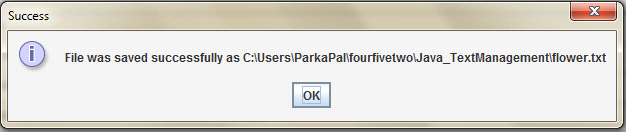 Success
File was saved successfully as C:\Users\ParkaPal\fourfivetwo\Java_TextManagement\flower.txt
OK